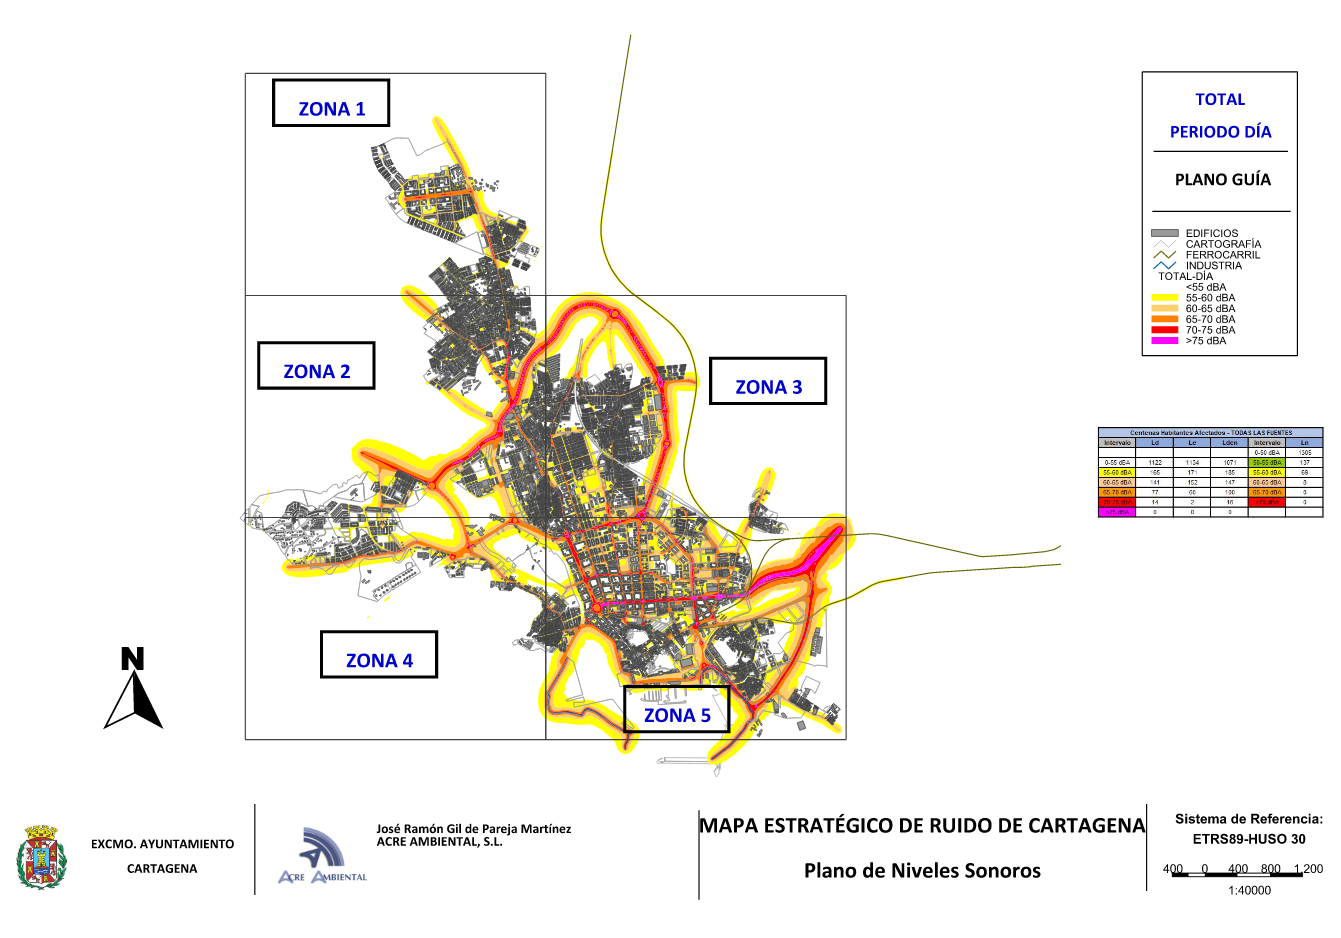 ZONA 1
ZONA 2
ZONA 3
ZONA 4
ZONA 5
N
TOTAL
PERIODO DÍA
PLANO GUÍA
EDIFICIOS
CARTOGRAFÍA
FERROCARRIL
INDUSTRIA
TOTAL-DÍA
<55 dBA
55-60 dBA
60-65 dBA
65-70 dBA
70-75 dBA
>75 dBA
Centenas Habitantes Afectados - TODAS LAS FUENTES
Intervalo Ld Le Lden Intervalo Ln
0-50 dBA 1306
0-55 dBA 1122 1134 1071 50-55 dBA 137
55-60 dBA 165 171 185 55-60 dBA 69
60-65 dBA 141 152 147 60-65 dBA 8
65-70 dBA 77 60 100 65-70 dBA 0
70-75 dBA 14 2 16 >70 dBA 0
>75 dBA 0 0 0
EXCMO. AYUNTAMIENTO
CARTAGENA
ACRE AMBIENTAL
José Ramón Gil de Pareja Martínez
ACRE AMBIENTAL, S.L.
MAPA ESTRATÉGICO DE RUIDO DE CARTAGENA
Plano de Niveles Sonoros
Sistema de Referencia:
ETRS89-HUSO 30
400 0 400 800 1.200
1:40000